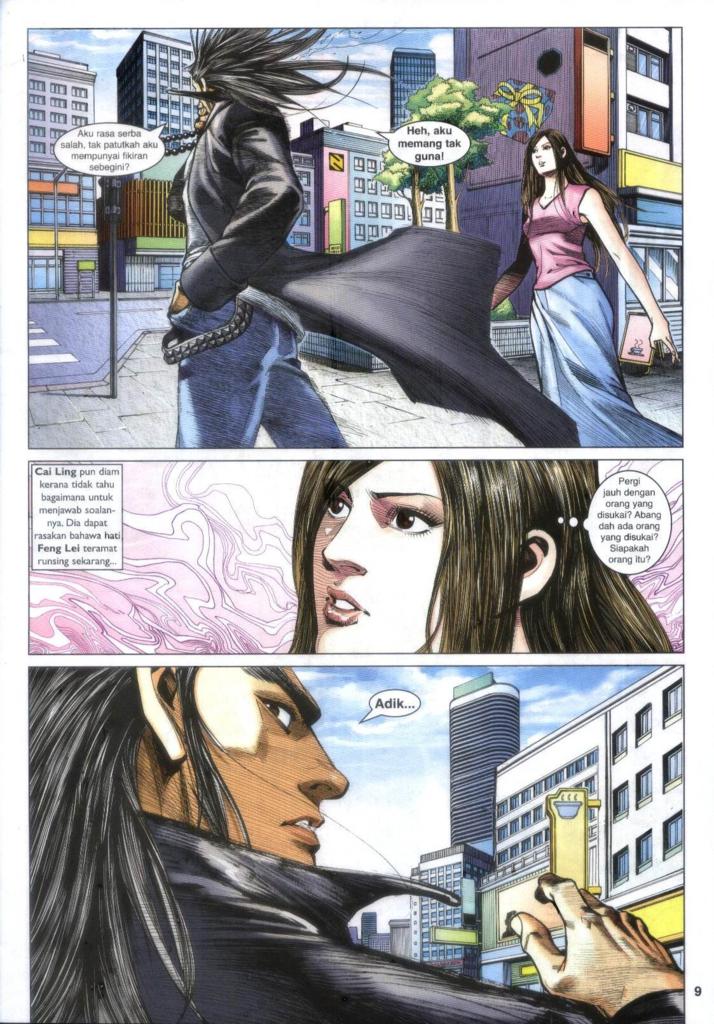 Aku rasa serba
salah, tak patutkah aku
mempunyai fikiran
sebegini?
Heh, aku
memang tak
guna!
Cai Ling pun diam
kerana tidak tahu
bagaimana untuk
menjawab soalan-
nya. Dia dapat
rasakan bahawa hati
Feng Lei teramat
runsing sekarang...
Pergi
jauh dengan
orang yang
disukai? Abang
dah ada orang
yang disukai?
Siapakah
orang itu?
Adik...
9